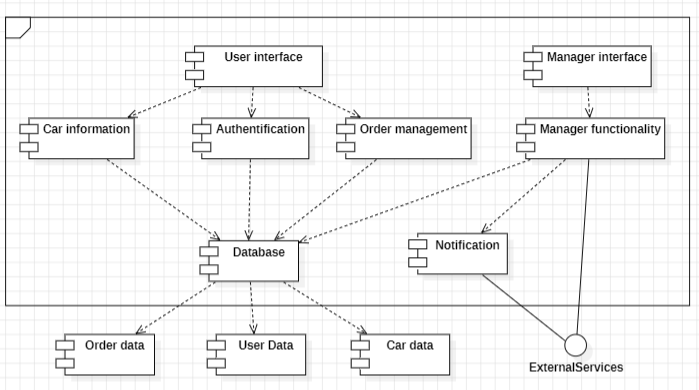 User interface
Manager interface
Car information
Authentification
Order management
Manager functionality
Database
Notification
Order data
User Data
Car data
ExternalServices